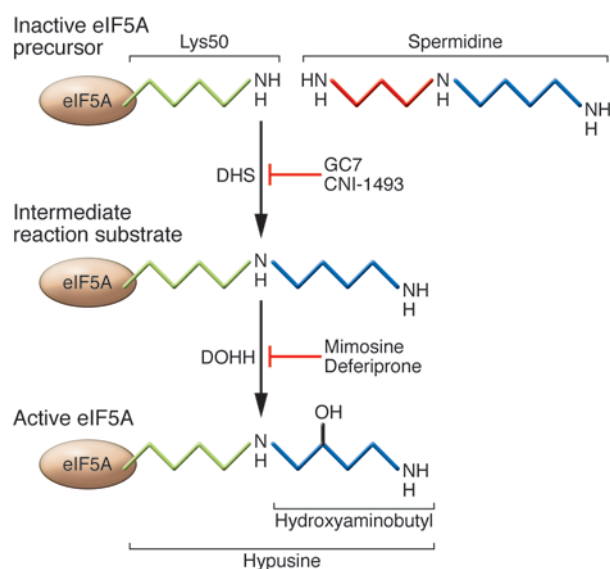 Inactive eIF5A
precursor
Lys50
Spermidine
eIF5A
NH
H
HN
H
N
H
NH
H
DHS
GC7
CNI-1493
Intermediate
reaction substrate
eIF5A
N
H
NH
H
DOHH
Mimosine
Deferiprone
Active eIF5A
OH
eIF5A
N
H
NH
H
Hydroxyaminobutyl
Hypusine